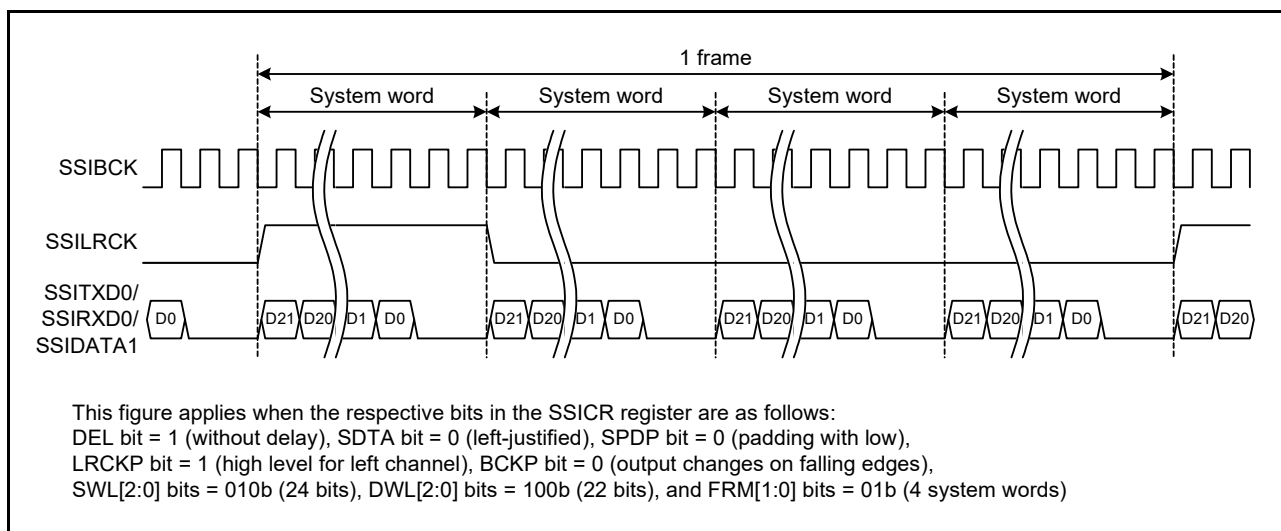 1 frame
System word System word System word System word
SSIBCK
SSILRCK
SSITXD0/
SSIRXD0/
SSIDATA1
D0 D21 D20 D1 D0 D21 D20 D1 D0 D21 D20 D1 D0 D21 D20 D1 D0 D21 D20
This figure applies when the respective bits in the SSICR register are as follows:
DEL bit = 1 (without delay), SDTA bit = 0 (left-justified), SPDP bit = 0 (padding with low),
LRCKP bit = 1 (high level for left channel), BCKP bit = 0 (output changes on falling edges),
SWL[2:0] bits = 010b (24 bits), DWL[2:0] bits = 100b (22 bits), and FRM[1:0] bits = 01b (4 system words)